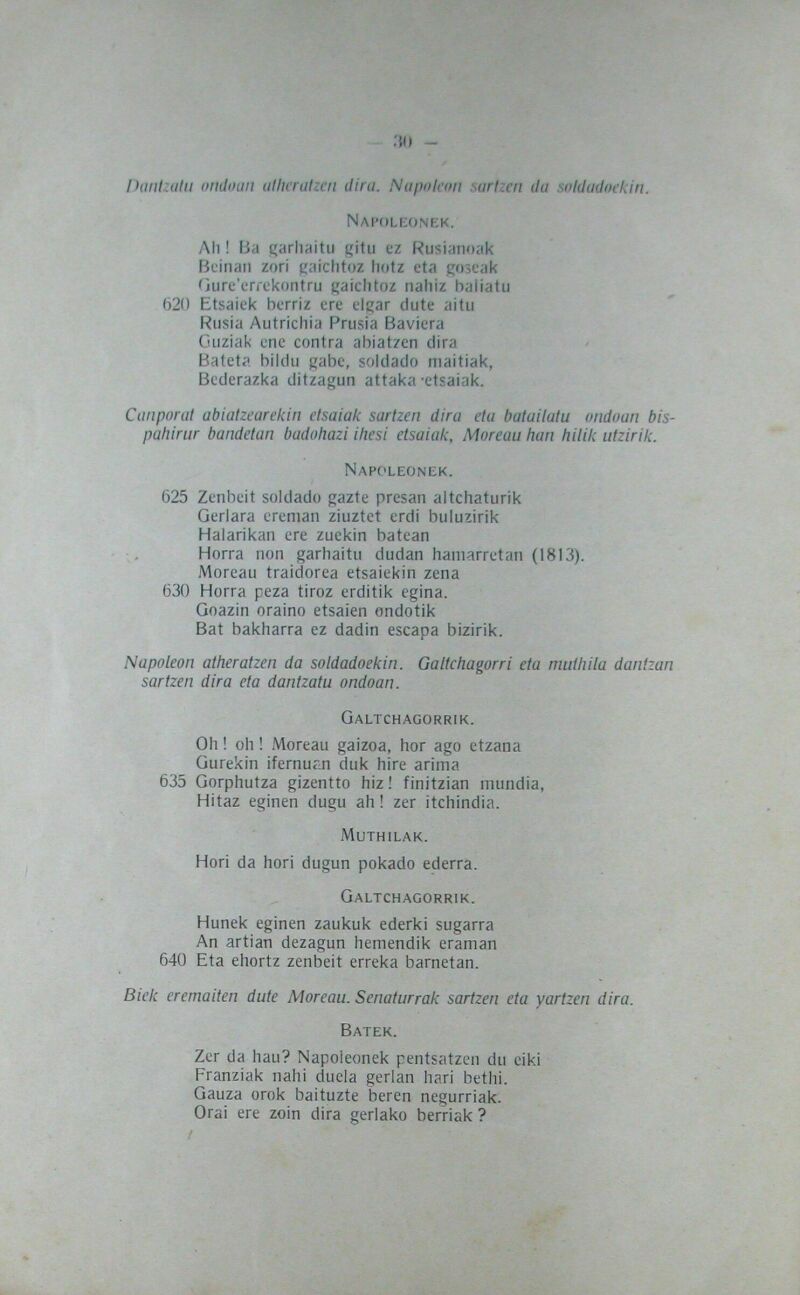 — 30 —
Dantzatu ondoan atheratzen dira. Napoleon sartzen da soldadoekin.
NAPOLEONEK.
Ah ! Ba garhaitu gitu ez Rusianoak
Beinan zori gaichtoz hotz eta goseak
Gure'errekontru gaichtoz nahiz baliatu
620 Etsaiek berriz ere elgar dute aitu
Rusia Autrichia Prusia Baviera
Guziak ene contra abiatzen dira
Bateta bildu gabe, soldado maitiak,
Bederazka ditzagun attaka etsaiak.
Canporat abiatzearekin etsaiak sartzen dira eta batailatu ondoan bis-
pahirur bandetan badohazi ihesi etsaiak, Moreau han hilik utzirik.
NAPOLEONEK.
625 Zenbeit soldado gazte presan altchaturik
Gerlara ereman ziuztet erdi buluzirik
Halarikan ere zuekin batean
Horra non garhaitu dudan hamarretan (1813).
Moreau traidorea etsaiekin zena
630 Horra peza tiroz erditik egina.
Goazin oraino etsaien ondotik
Bat bakharra ez dadin escapa bizirik.
Napoleon atheratzen da soldadoekin. Galtchagorri eta muthila dantzan
sartzen dira eta dantzatu ondoan.
GALTCHAGORRIK.
Oh ! oh ! Moreau gaizoa, hor ago etzana
Gurekin ifernuan duk hire arima
635 Gorphutza gizentto hiz ! finitzian mundia,
Hitaz eginen dugu ah ! zer itchindia.
MUTHILAK.
Hori da hori dugun pokado ederra.
GALTCHAGORRIK.
Hunek eginen zaukuk ederki sugarra
An artian dezagun hemendik eraman
640 Eta ehortz zenbeit erreka barnetan.
Biek eremaiten dute Moreau. Senaturrak sartzen eta yartzen dira.
BATEK.
Zer da hau? Napoleonek pentsatzen du eiki
Franziak nahi duela gerlan hari bethi.
Gauza orok baituzte beren negurriak.
Orai ere zoin dira gerlako berriak ?